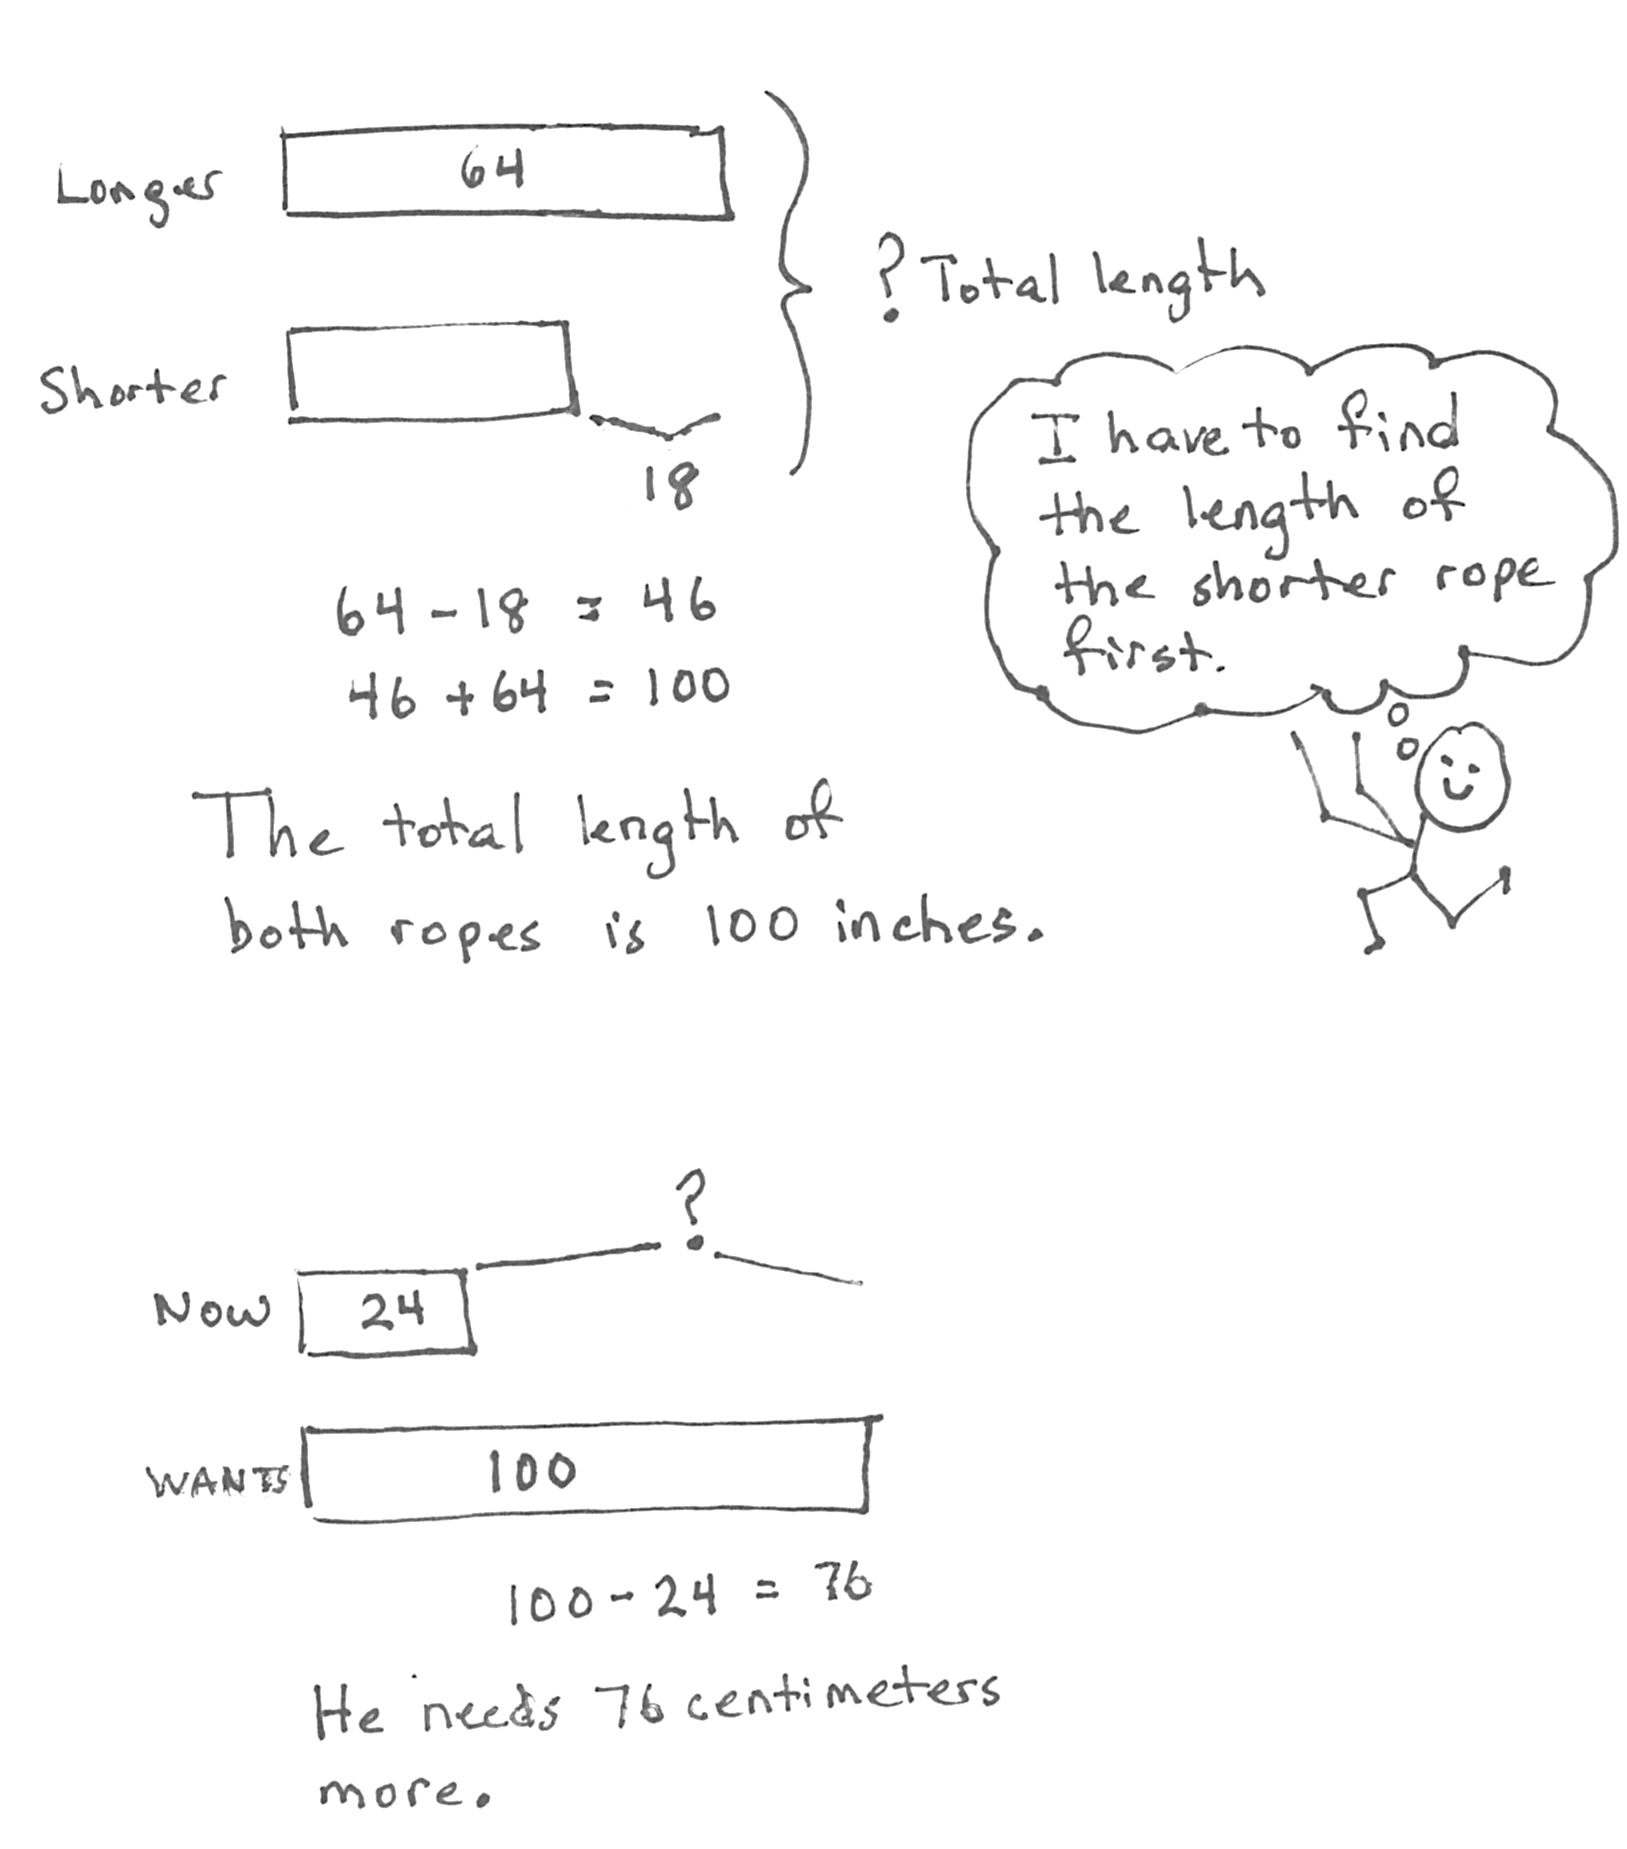 Longer
64
? Total length
Shorter
18
I have to find
the length of
the shorter rope
first.
64 - 18 = 46
46 + 64 = 100
The total length of
both ropes is 100 inches.
?
Now
24
WANTS
100
100 - 24 = 76
He needs 76 centimeters
more.